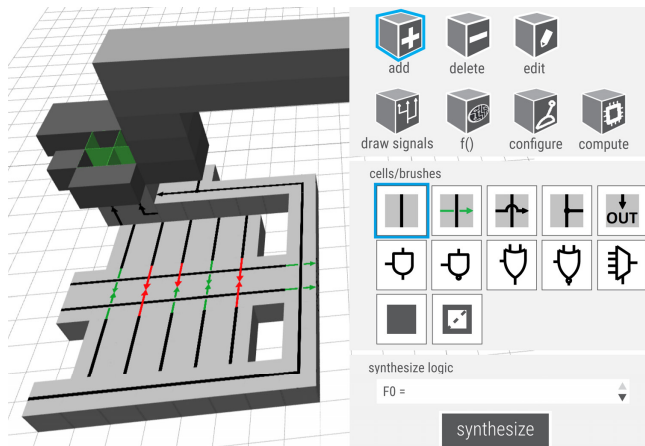 add delete edit
draw signals f() configure compute
cells/brushes
OUT
synthesize logic
F0 =
synthesize